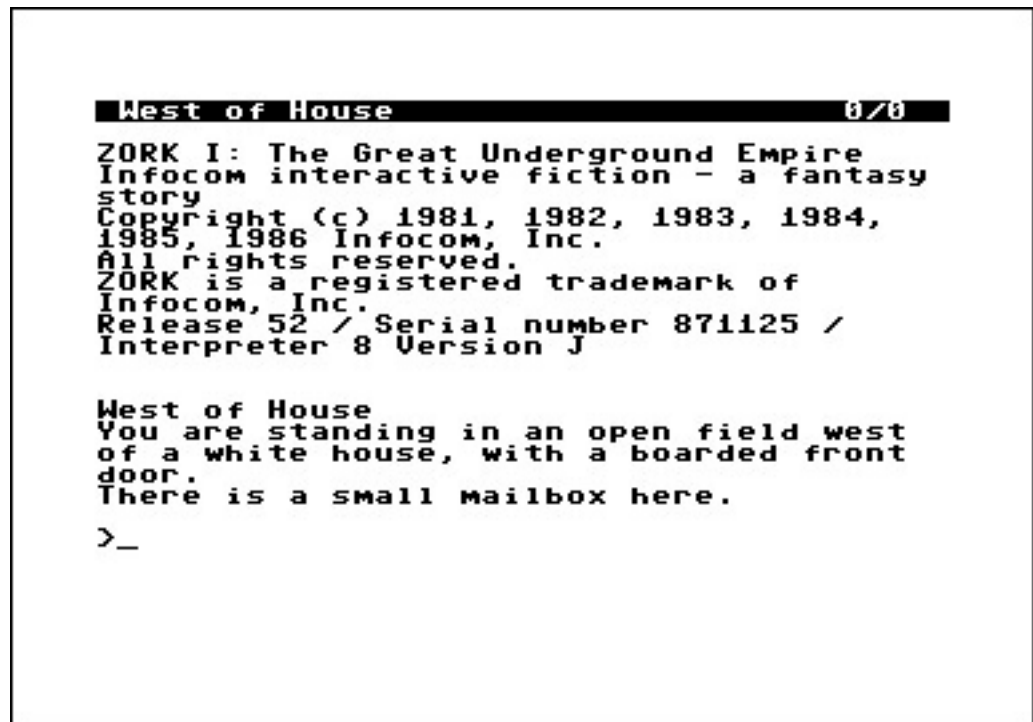 West of House 0/0
ZORK I: The Great Underground Empire
Infocom interactive fiction - a fantasy
story
Copyright (c) 1981, 1982, 1983, 1984,
1985, 1986 Infocom, Inc.
All rights reserved.
ZORK is a registered trademark of
Infocom, Inc.
Release 52 / Serial number 871125 /
Interpreter 8 Version J
West of House
You are standing in an open field west
of a white house, with a boarded front
door.
There is a small mailbox here.
>_